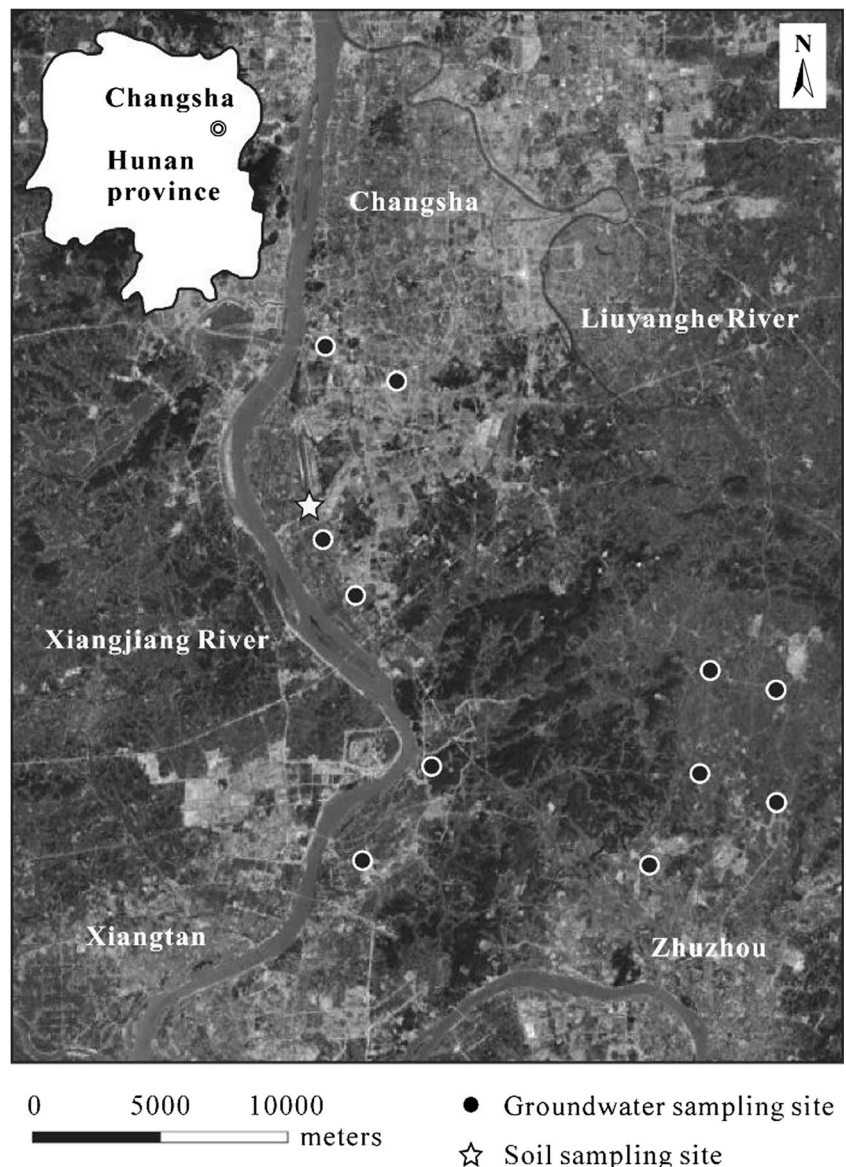 N
Changsha
Hunan
province
Changsha
Liuyanghe River
Xiangjiang River
Xiangtan
Zhuzhou
0 5000 10000
meters
Groundwater sampling site
Soil sampling site